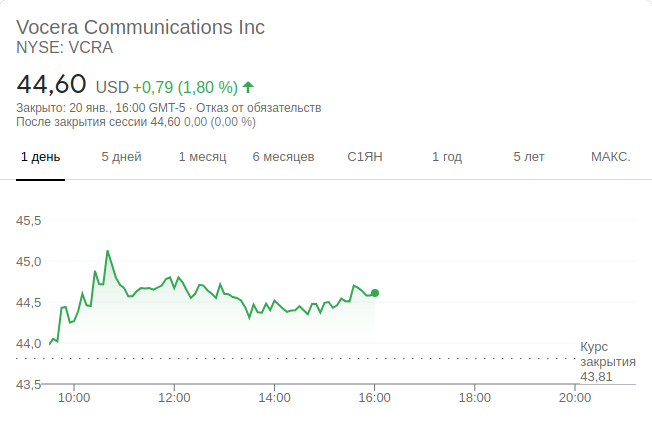 Vocera Communications Inc
NYSE: VCRA
44,60 USD +0,79 (1,80 %)
Закрыто: 20 янв., 16:00 GMT-5 · Отказ от обязательств
После закрытия сессии 44,60 0,00 (0,00 %)
1 день 5 дней 1 месяц 6 месяцев С1ЯН 1 год 5 лет МАКС.
45,5
45,0
44,5
44,0
43,5
Курс
закрытия
43,81
10:00 12:00 14:00 16:00 18:00 20:00